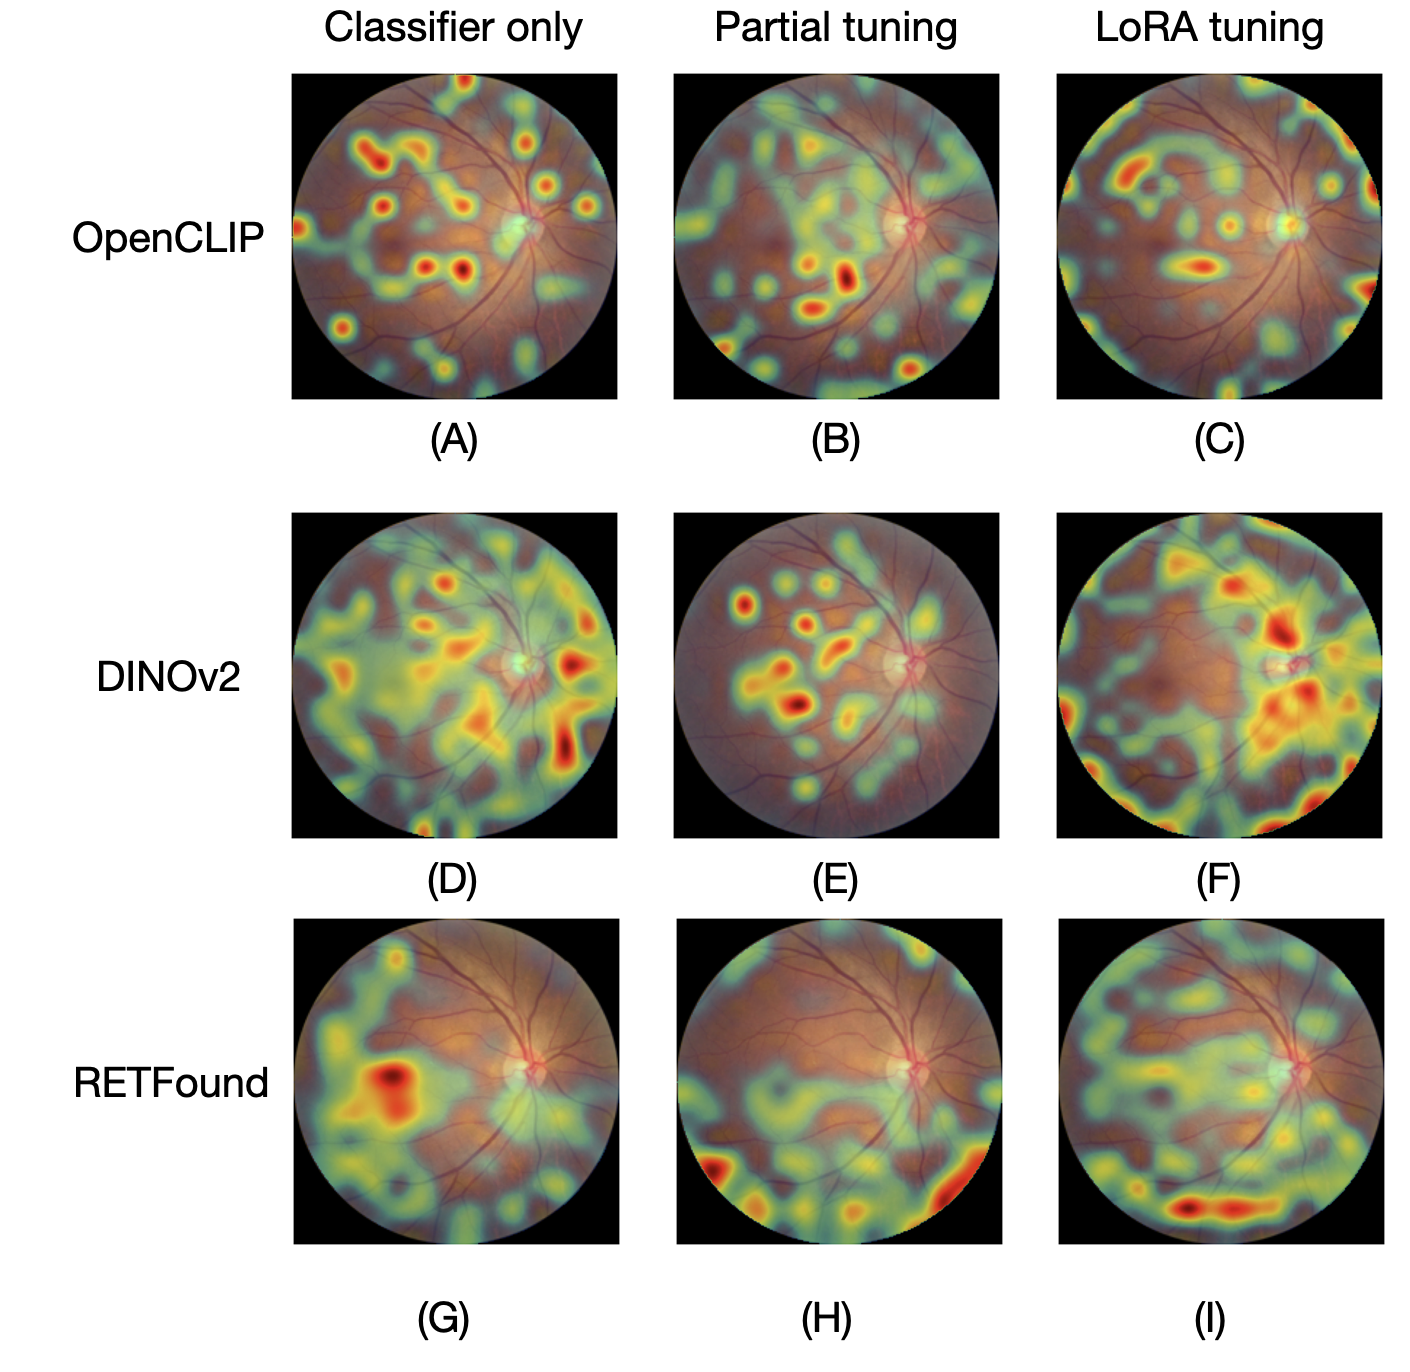 Classifier only Partial tuning LoRA tuning
OpenCLIP
(A) (B) (C)
DINOv2
(D) (E) (F)
RETFound
(G) (H) (I)